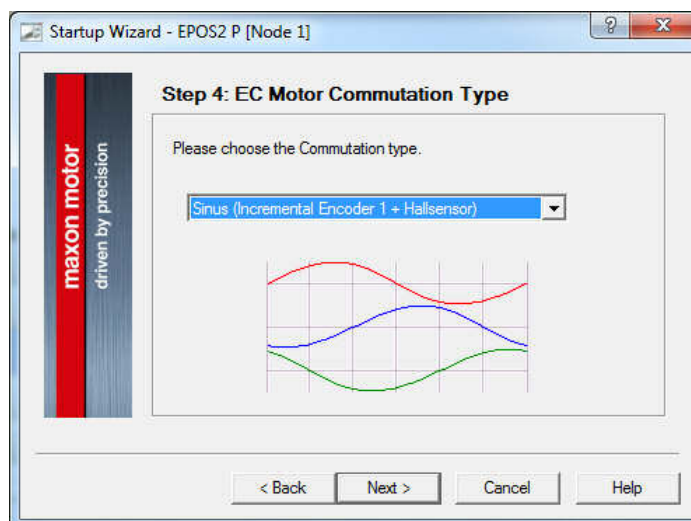 Startup Wizard - EPOS2 P [Node 1]
maxon motor
driven by precision
Step 4: EC Motor Commutation Type
Please choose the Commutation type.
Sinus (Incremental Encoder 1 + Hallsensor)
< Back
Next >
Cancel
Help